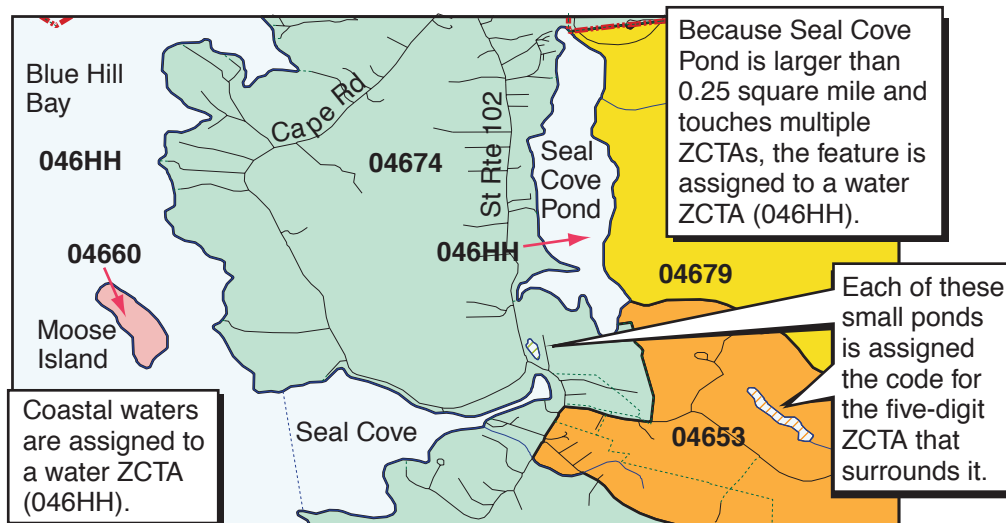 Blue Hill
Bay
046HH
04660
Moose
Island
Cape Rd
04674
St Rte 102
Seal
Cove
Pond
046HH
04679
Seal Cove
04653
Because Seal Cove
Pond is larger than
0.25 square mile and
touches multiple
ZCTAs, the feature is
assigned to a water
ZCTA (046HH).
Each of these
small ponds
is assigned
the code for
the five-digit
ZCTA that
surrounds it.
Coastal waters
are assigned to
a water ZCTA
(046HH).